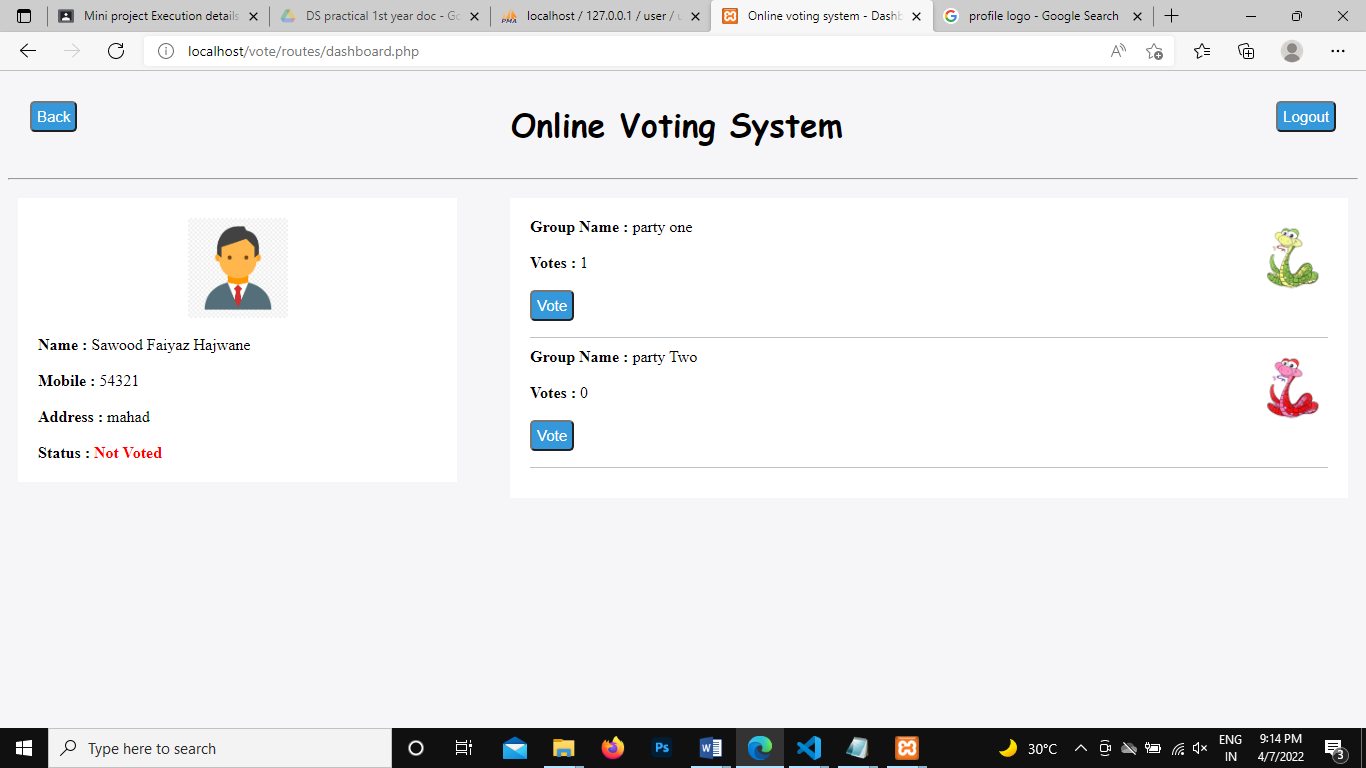 Mini project Execution details
DS practical 1st year doc - Go
PMA
localhost / 127.0.0.1 / user / u
Online voting system - Dashb
profile logo - Google Search
localhost/vote/routes/dashboard.php
Back
Online Voting System
Logout
Group Name : party one
Votes : 1
Vote
Name : Sawood Faiyaz Hajwane
Mobile : 54321
Address : mahad
Status : Not Voted
Group Name : party Two
Votes : 0
Vote
Type here to search
Ps
30°C
ENG
IN
9:14 PM
4/7/2022
3